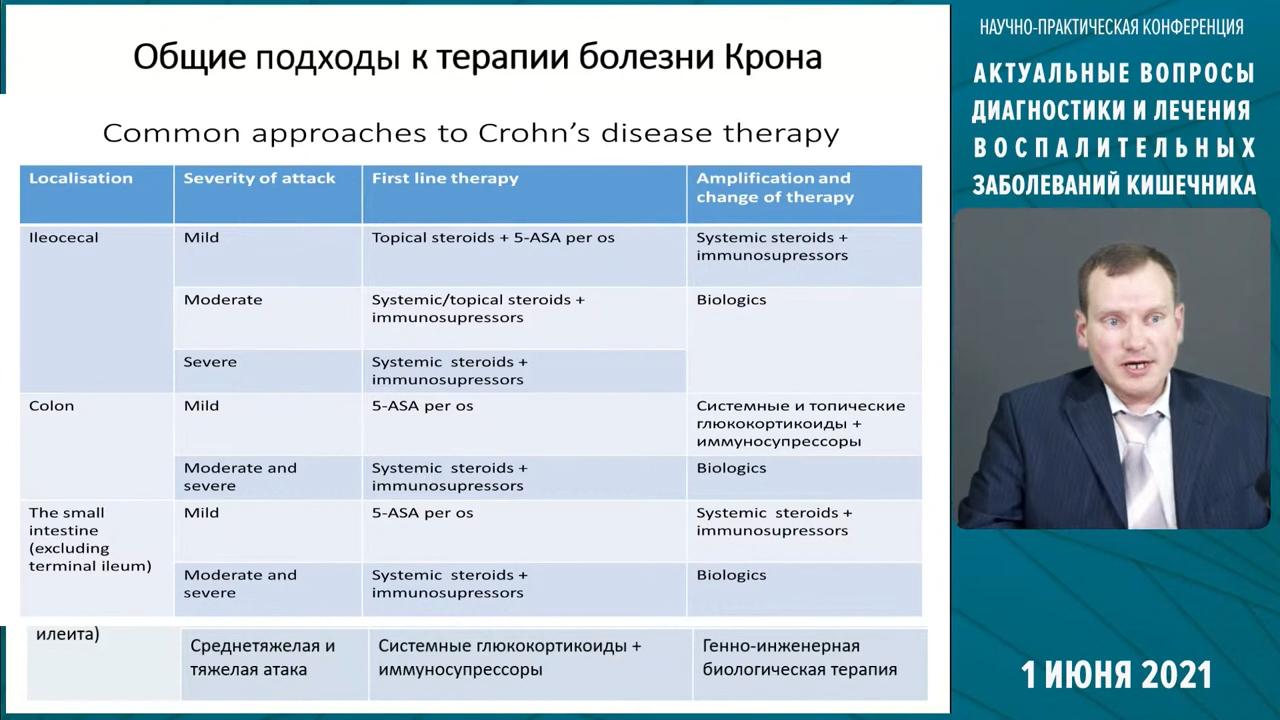 Общие подходы к терапии болезни Крона
Common approaches to Crohn’s disease therapy
Localisation
Severity of attack
First line therapy
Amplification and
change of therapy
Ileocecal
Mild
Topical steroids + 5-ASA per os
Systemic steroids +
immunosupressors
Moderate
Systemic/topical steroids +
immunosupressors
Biologics
Severe
Systemic steroids +
immunosupressors
Colon
Mild
5-ASA per os
Системные и топические
глюкокортикоиды +
иммуносупрессоры
Moderate and
severe
Systemic steroids +
immunosupressors
Biologics
The small
intestine
(excluding
terminal ileum)
Mild
5-ASA per os
Systemic steroids +
immunosupressors
Moderate and
severe
Systemic steroids +
immunosupressors
Biologics
илеита)
Среднетяжелая и
тяжелая атака
Системные глюкокортикоиды +
иммуносупрессоры
Генно-инженерная
биологическая терапия
НАУЧНО-ПРАКТИЧЕСКАЯ КОНФЕРЕНЦИЯ
АКТУАЛЬНЫЕ ВОПРОСЫ
ДИАГНОСТИКИ И ЛЕЧЕНИЯ
ВОСПАЛИТЕЛЬНЫХ
ЗАБОЛЕВАНИЙ КИШЕЧНИКА
1 ИЮНЯ 2021